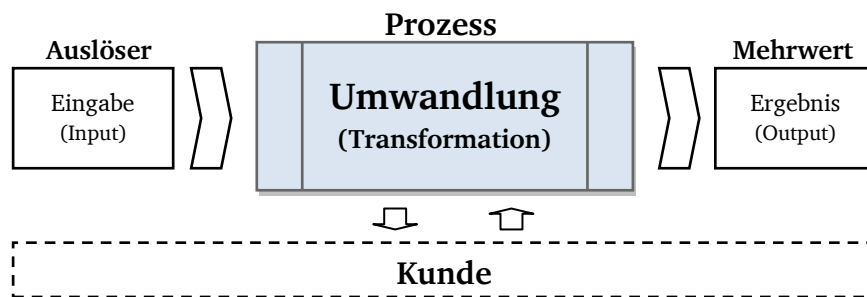 Prozess
Auslöser
Mehrwert
Eingabe
(Input)
Umwandlung
(Transformation)
Ergebnis
(Output)
Kunde